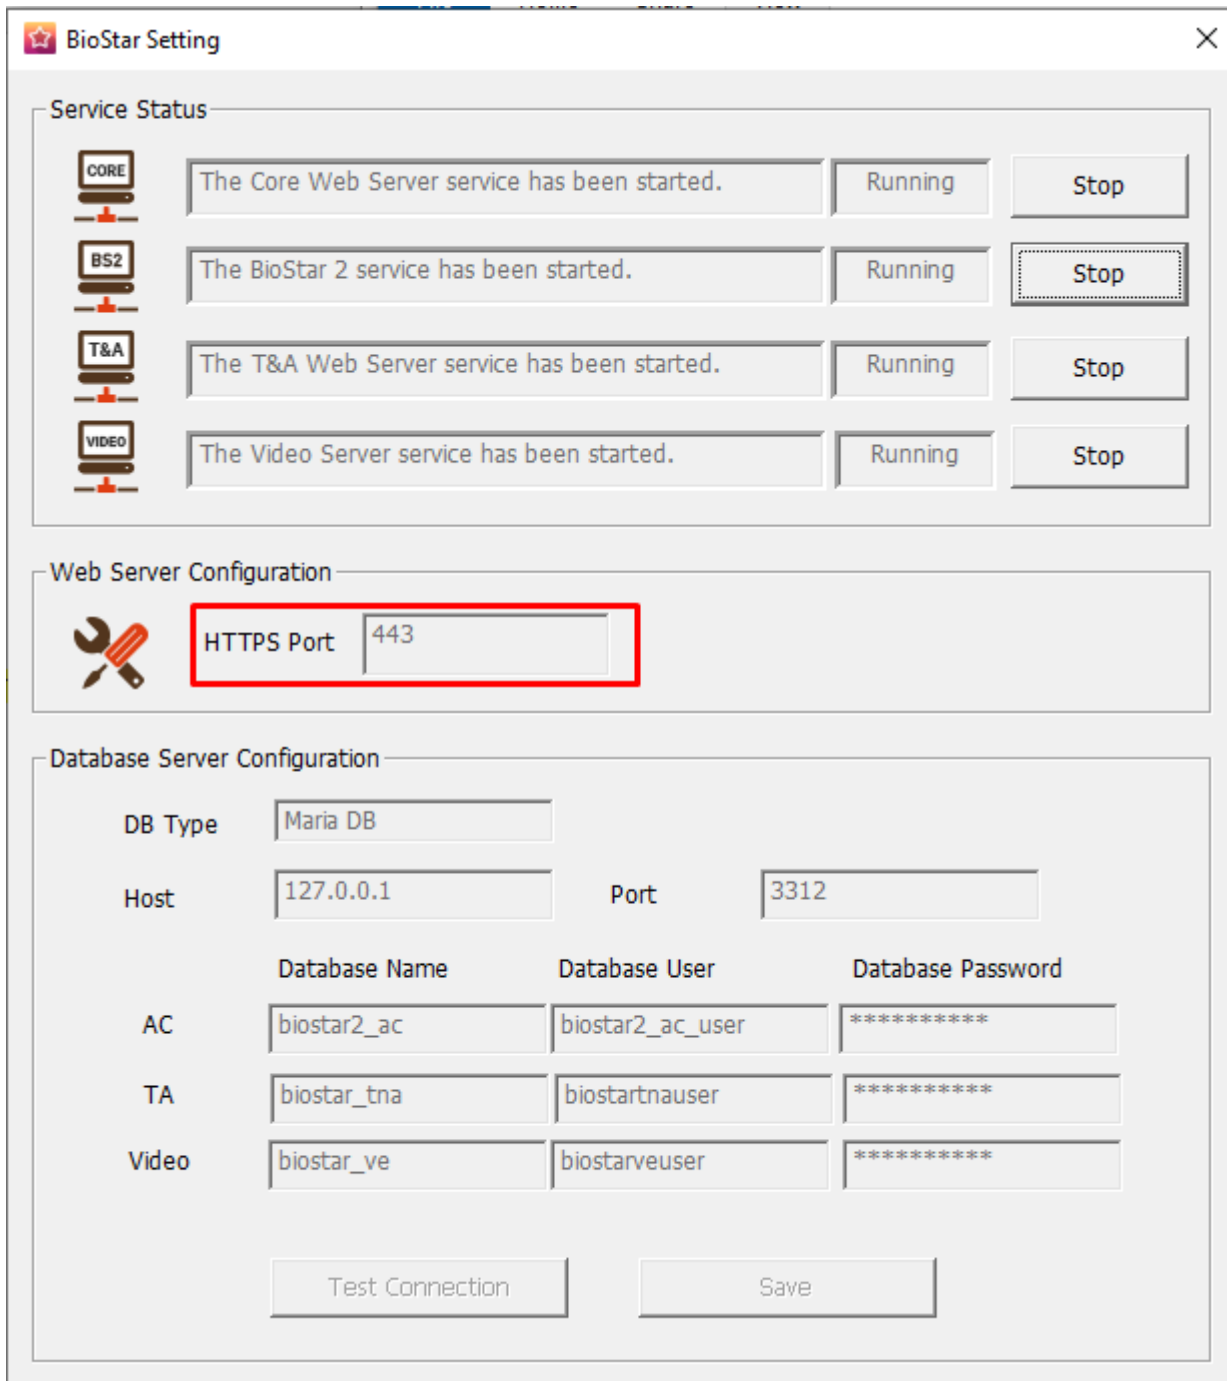 BioStar Setting
Service Status
CORE The Core Web Server service has been started. Running Stop
BS2 The BioStar 2 service has been started. Running Stop
T&A The T&A Web Server service has been started. Running Stop
VIDEO The Video Server service has been started. Running Stop
Web Server Configuration
HTTPS Port 443
Database Server Configuration
DB Type Maria DB
Host 127.0.0.1 Port 3312
Database Name Database User Database Password
AC biostar2_ac biostar2_ac_user **********
TA biostar_tna biostartnauser **********
Video biostar_ve biostarveuser **********
Test Connection Save